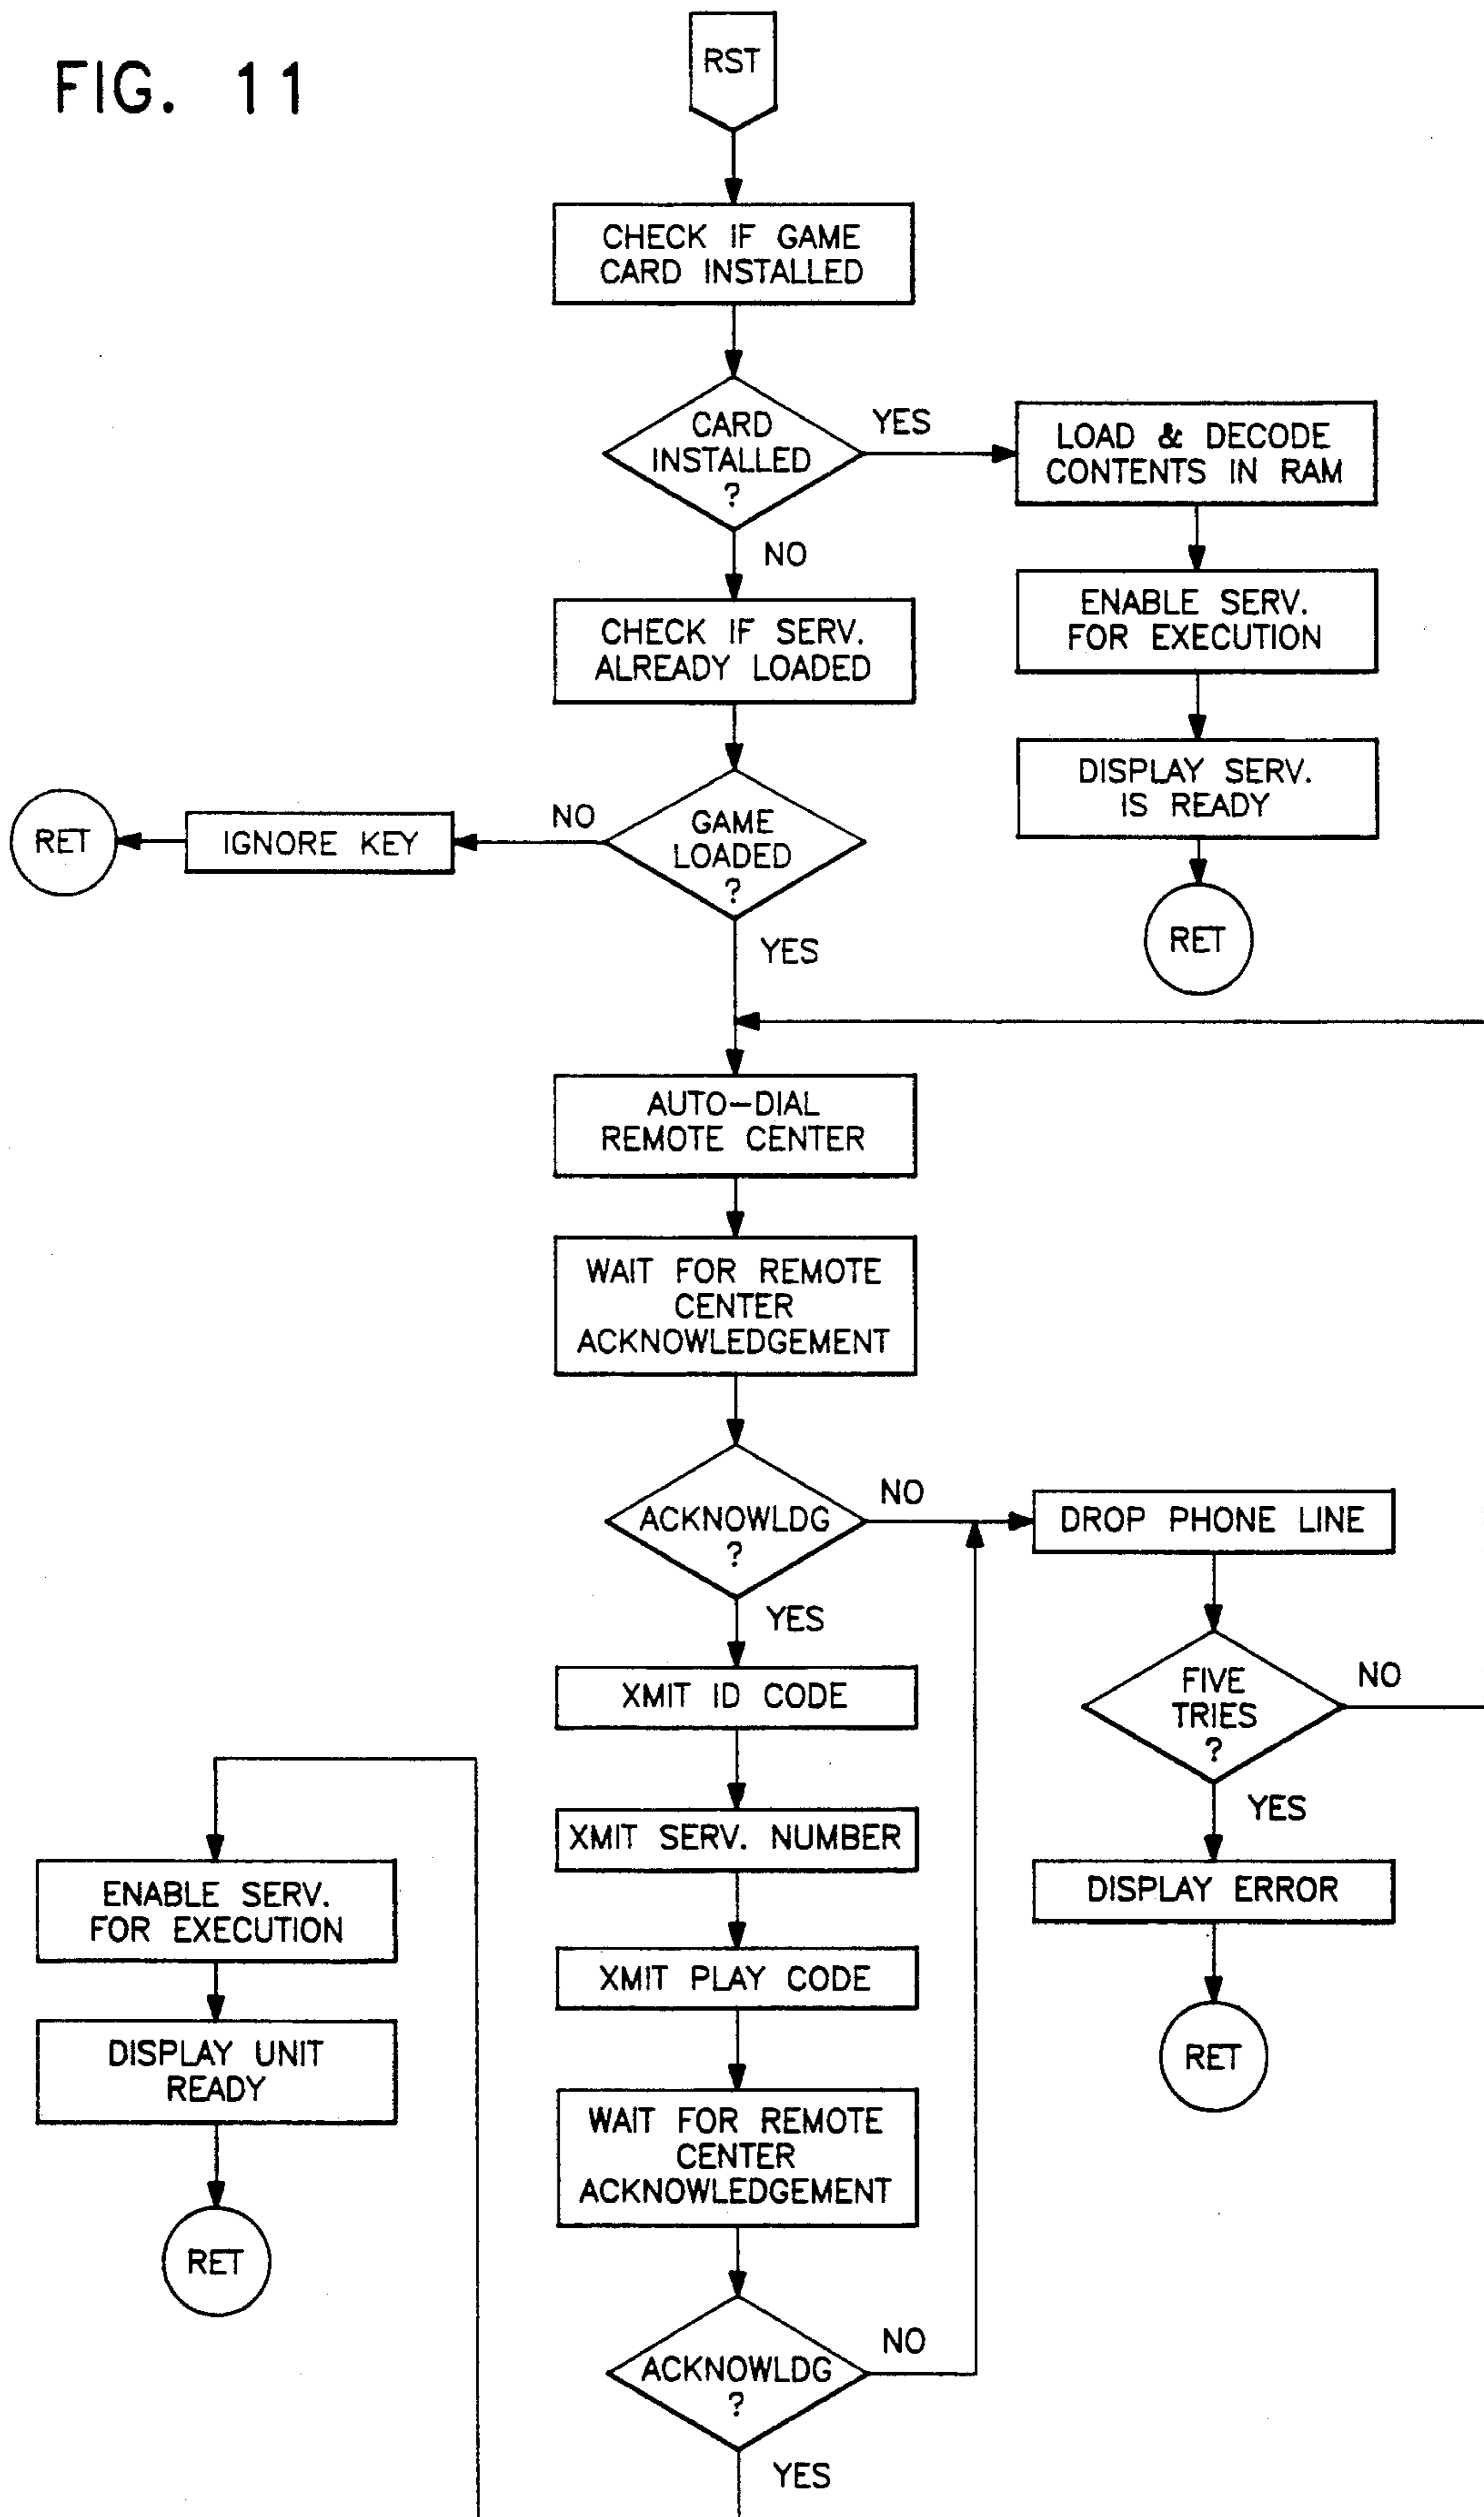 FIG. 11
RST
CHECK IF GAME
CARD INSTALLED
CARD
INSTALLED
?
YES
LOAD & DECODE
CONTENTS IN RAM
NO
ENABLE SERV.
FOR EXECUTION
CHECK IF SERV.
ALREADY LOADED
DISPLAY SERV.
IS READY
RET
IGNORE KEY
NO
GAME
LOADED
?
RET
YES
AUTO-DIAL
REMOTE CENTER
WAIT FOR REMOTE
CENTER
ACKNOWLEDGEMENT
ACKNOWLDG
?
NO
DROP PHONE LINE
YES
XMIT ID CODE
FIVE
TRIES
?
NO
YES
XMIT SERV. NUMBER
ENABLE SERV.
FOR EXECUTION
DISPLAY ERROR
XMIT PLAY CODE
DISPLAY UNIT
READY
RET
WAIT FOR REMOTE
CENTER
ACKNOWLEDGEMENT
RET
ACKNOWLDG
?
NO
YES